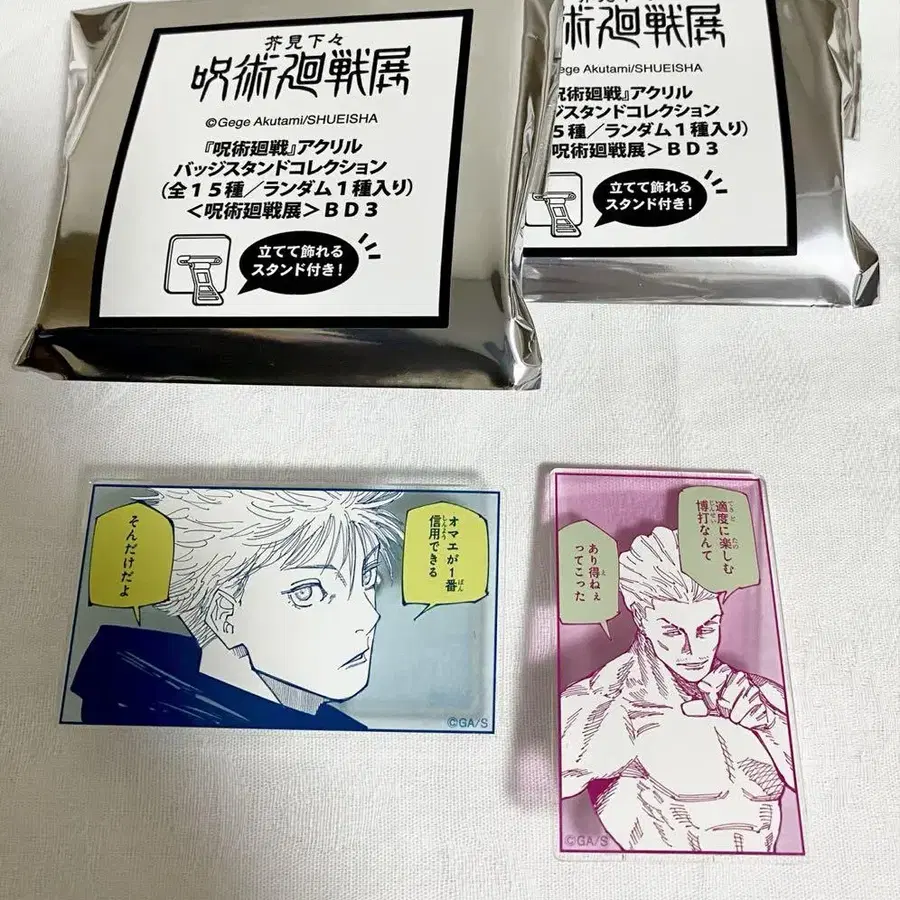 芥見下々
呪術廻戦展
©Gege Akutami/SHUEISHA
『呪術廻戦』アクリル
バッジスタンドコレクション
(全15種/ランダム1種入り)
<呪術廻戦展>BD3
立てて飾れる
スタンド付き!
術廻戦展
Gege Akutami/SHUEISHA
呪術廻戦』アクリル
ジスタンドコレクション
5種/ランダム1種入り)
呪術廻戦展>BD3
立てて飾れる
スタンド付き!
オマエが1番
信用できる
そんだけだよ
©GA/S
適度に楽しむ
博打なんて
あり得ねぇ
ってこった
©GA/S